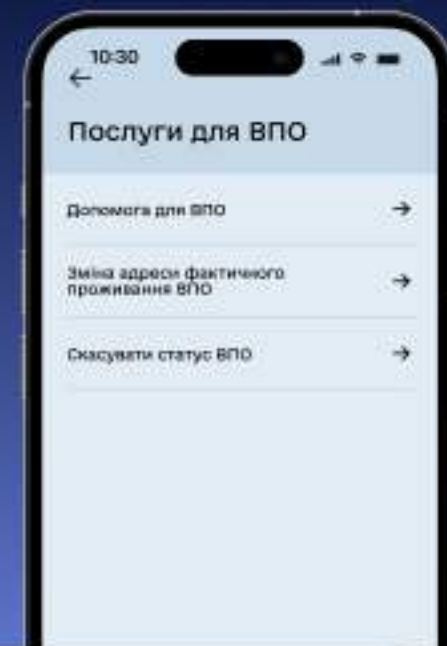 10:30
Послуги для ВПО
Допомога для ВПО
Зміна адреси фактичного
проживання ВПО
Скасувати статус ВПО